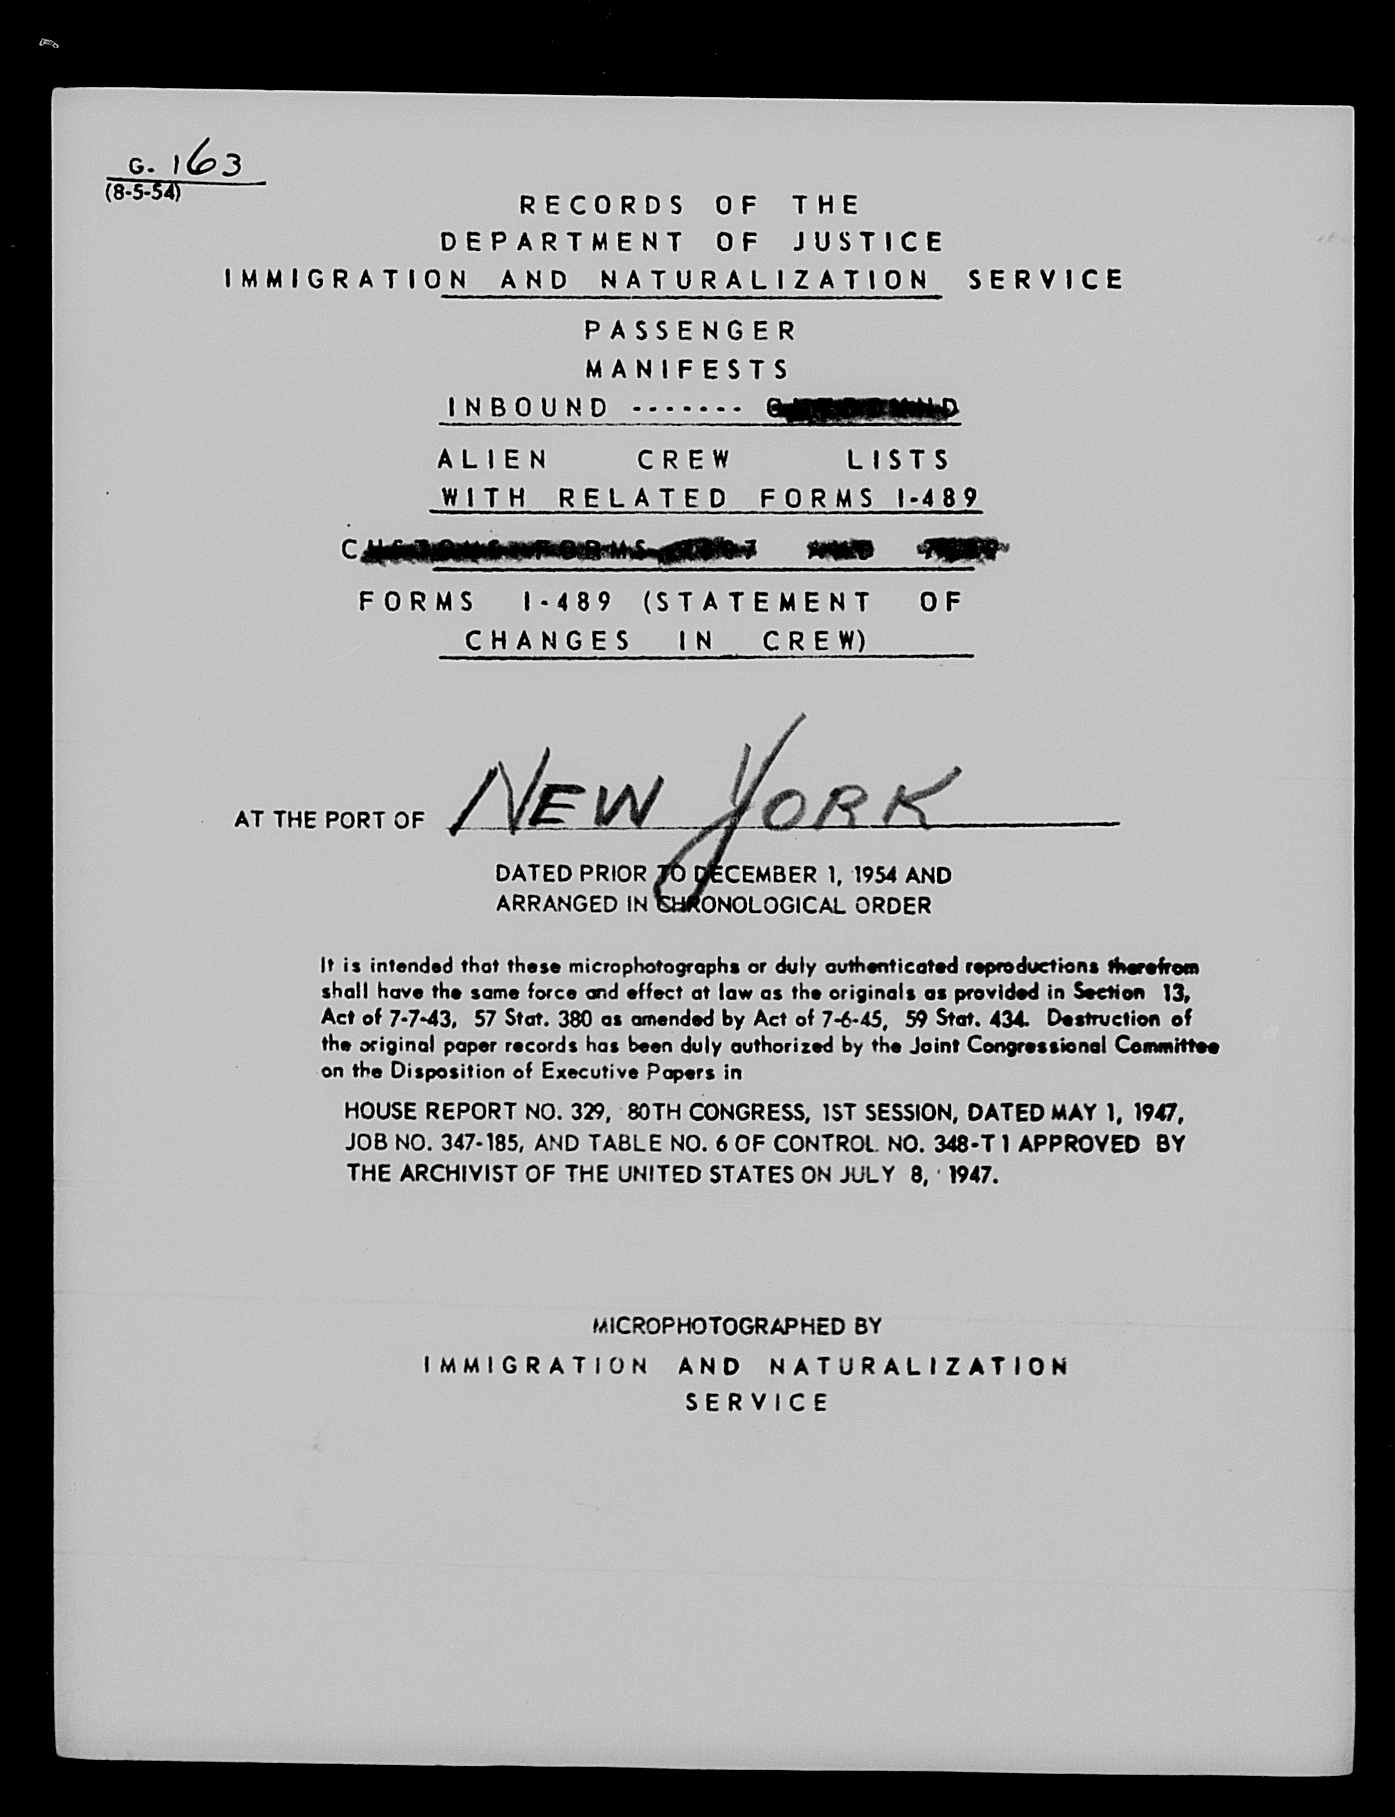 G. 163
(8-5-54)
RECORDS OF THE
DEPARTMENT OF JUSTICE
IMMIGRATION AND NATURALIZATION SERVICE
PASSENGER
MANIFESTS
INBOUND -------
ALIEN CREW LISTS
WITH RELATED FORMS I-489
FORMS I-489 (STATEMENT OF
CHANGES IN CREW)
AT THE PORT OF NEW YORK
DATED PRIOR TO DECEMBER 1, 1954 AND
ARRANGED IN CHRONOLOGICAL ORDER
It is intended that these microphotographs or duly authenticated reproductions therefrom
shall have the same force and effect at law as the originals as provided in Section 13,
Act of 7-7-43, 57 Stat. 380 as amended by Act of 7-6-45, 59 Stat. 434. Destruction of
the original paper records has been duly authorized by the Joint Congressional Committee
on the Disposition of Executive Papers in
HOUSE REPORT NO. 329, 80TH CONGRESS, 1ST SESSION, DATED MAY 1, 1947,
JOB NO. 347-185, AND TABLE NO. 6 OF CONTROL NO. 348-T1 APPROVED BY
THE ARCHIVIST OF THE UNITED STATES ON JULY 8, 1947.
MICROPHOTOGRAPHED BY
IMMIGRATION AND NATURALIZATION
SERVICE